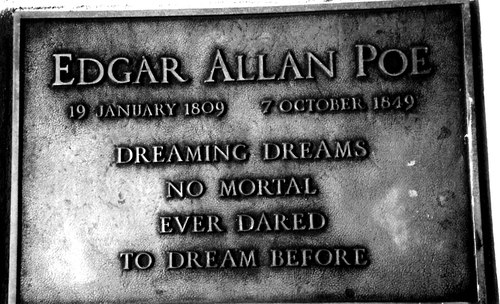 EDGAR ALLAN POE
19 JANUARY 1809 7 OCTOBER 1849
DREAMING DREAMS
NO MORTAL
EVER DARED
TO DREAM BEFORE